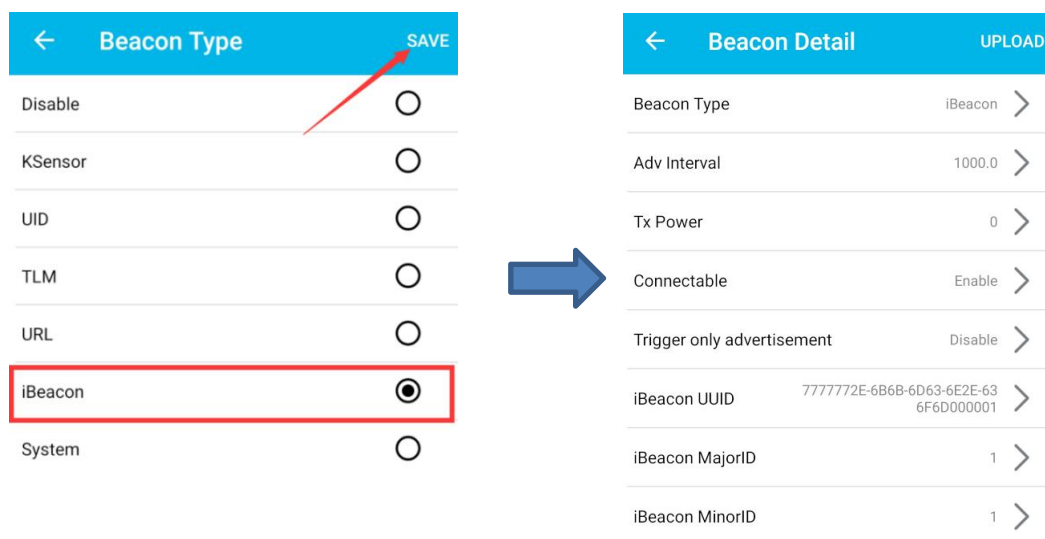 Beacon Type
SAVE
Disable
KSensor
UID
TLM
URL
iBeacon
System
Beacon Detail
UPLOAD
Beacon Type
iBeacon
Adv Interval
1000.0
Tx Power
0
Connectable
Enable
Trigger only advertisement
Disable
iBeacon UUID
7777772E-6B6B-6D63-6E2E-63
6F6D000001
iBeacon MajorID
1
iBeacon MinorID
1